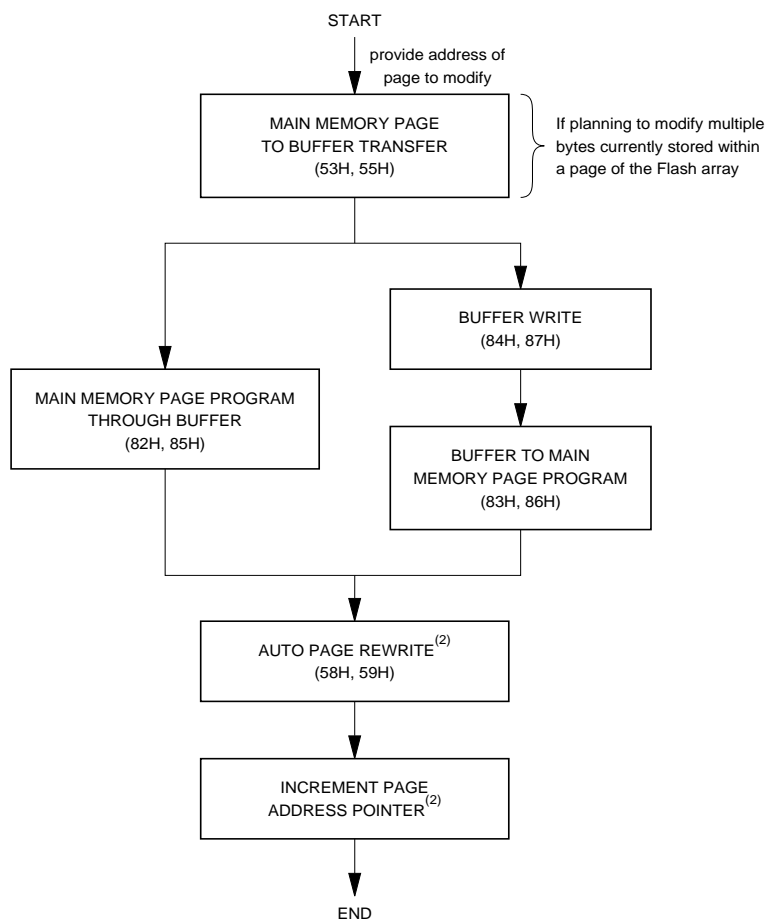 START
provide address of
page to modify
MAIN MEMORY PAGE
TO BUFFER TRANSFER
(53H, 55H)
If planning to modify multiple
bytes currently stored within
a page of the Flash array
BUFFER WRITE
(84H, 87H)
MAIN MEMORY PAGE PROGRAM
THROUGH BUFFER
(82H, 85H)
BUFFER TO MAIN
MEMORY PAGE PROGRAM
(83H, 86H)
AUTO PAGE REWRITE(2)
(58H, 59H)
INCREMENT PAGE
ADDRESS POINTER(2)
END